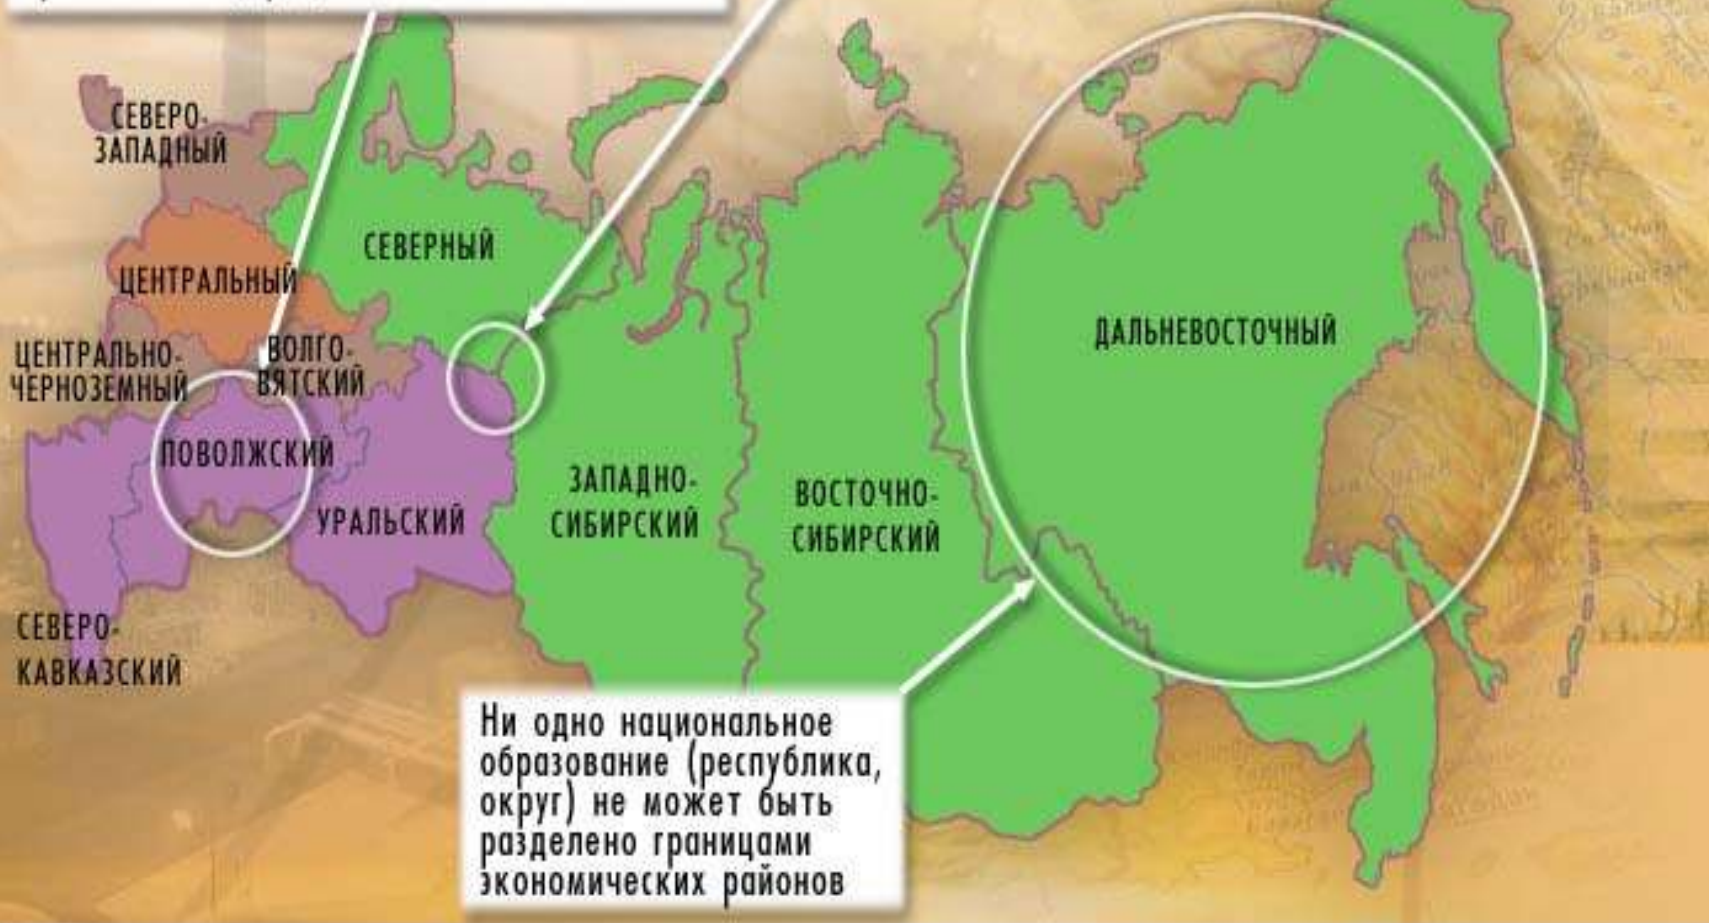 СЕВЕРО-
ЗАПАДНЫЙ
СЕВЕРНЫЙ
ЦЕНТРАЛЬНЫЙ
ЦЕНТРАЛЬНО-
ЧЕРНОЗЕМНЫЙ
ВОЛГО-
ВЯТСКИЙ
ДАЛЬНЕВОСТОЧНЫЙ
ПОВОЛЖСКИЙ
УРАЛЬСКИЙ
ЗАПАДНО-
СИБИРСКИЙ
ВОСТОЧНО-
СИБИРСКИЙ
СЕВЕРО-
КАВКАЗСКИЙ
Ни одно национальное
образование (республика,
округ) не может быть
разделено границами
экономических районов